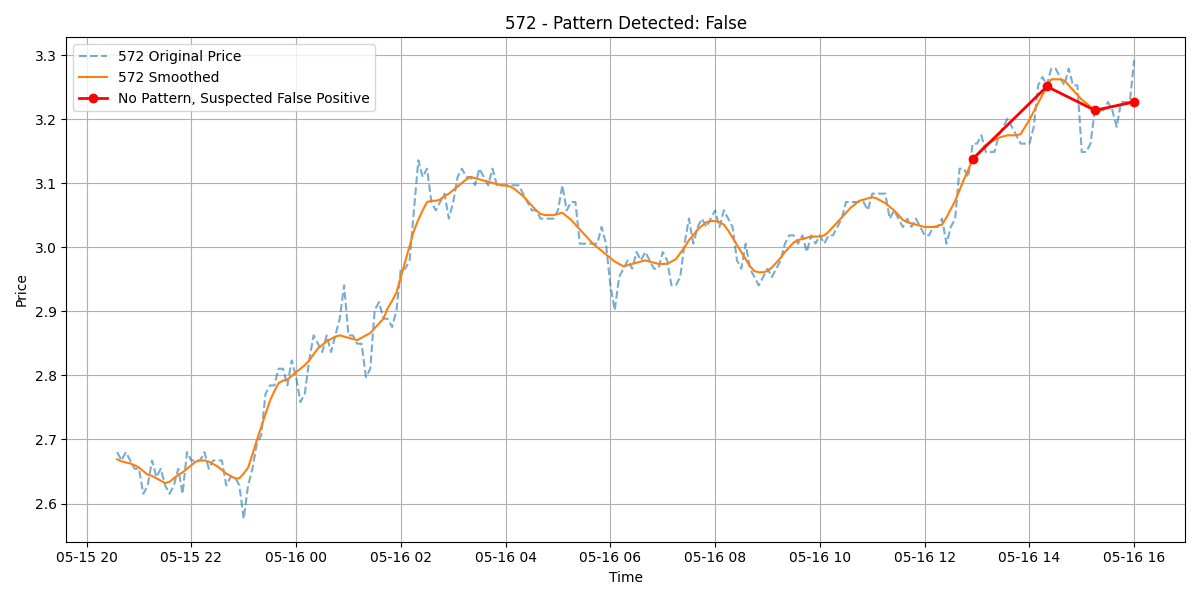 572 - Pattern Detected: False
572 Original Price
572 Smoothed
No Pattern, Suspected False Positive
Price
3.3
3.2
3.1
3.0
2.9
2.8
2.7
2.6
05-15 20 05-15 22 05-16 00 05-16 02 05-16 04 05-16 06 05-16 08 05-16 10 05-16 12 05-16 14 05-16 16
Time